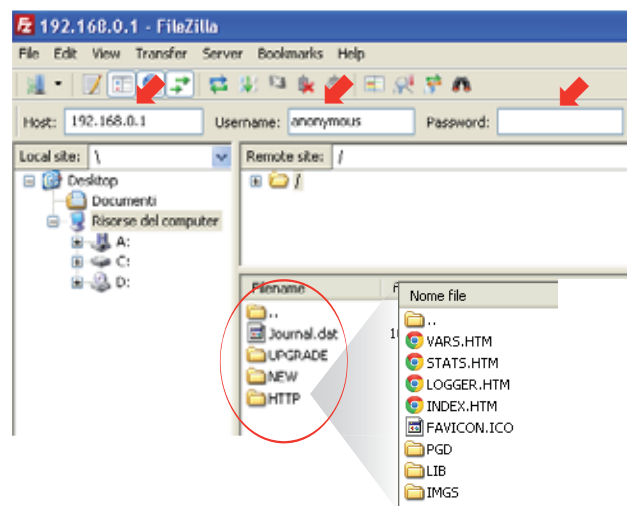 192.168.0.1 - FileZilla
File Edit View Transfer Server Bookmarks Help
Host: 192.168.0.1 Username: anonymous Password:
Local site: \
Remote site: /
Desktop
Documenti
Risorse del computer
A:
C:
D:
/
Filename
..
Journal.dat
UPGRADE
NEW
HTTP
Nome file
..
VARS.HTM
STATS.HTM
LOGGER.HTM
INDEX.HTM
FAVICON.ICO
PGD
LIB
IMGS